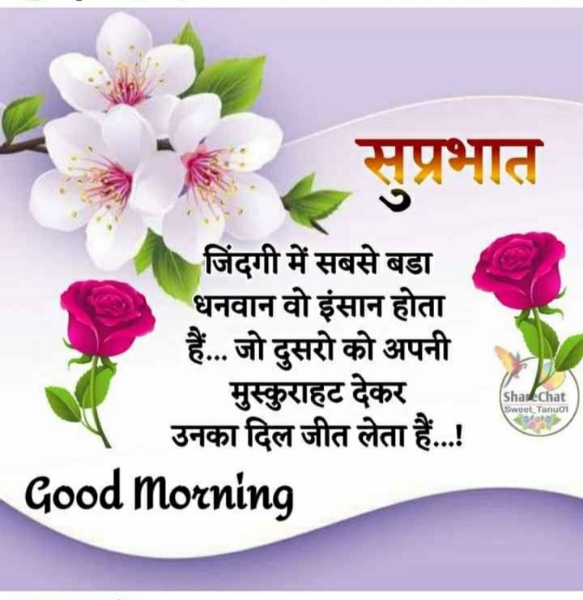 सुप्रभात
जिंदगी में सबसे बडा
धनवान वो इंसान होता
हैं... जो दुसरो को अपनी
मुस्कुराहट देकर
उनका दिल जीत लेता हैं...!
ShareChat
Sweet_Tanu01
Good Morning